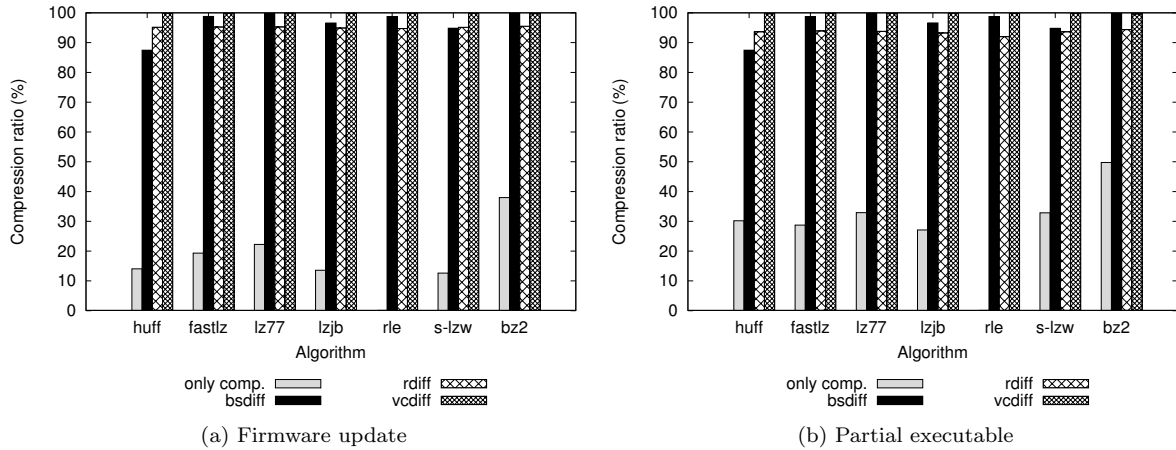 Compression ratio (%)
100
90
80
70
60
50
40
30
20
10
0
huff fastlz lz77 lzjb rle s-lzw bz2
Algorithm
only comp. rdiff
bsdiff vcdiff
(a) Firmware update
Compression ratio (%)
100
90
80
70
60
50
40
30
20
10
0
huff fastlz lz77 lzjb rle s-lzw bz2
Algorithm
only comp. rdiff
bsdiff vcdiff
(b) Partial executable